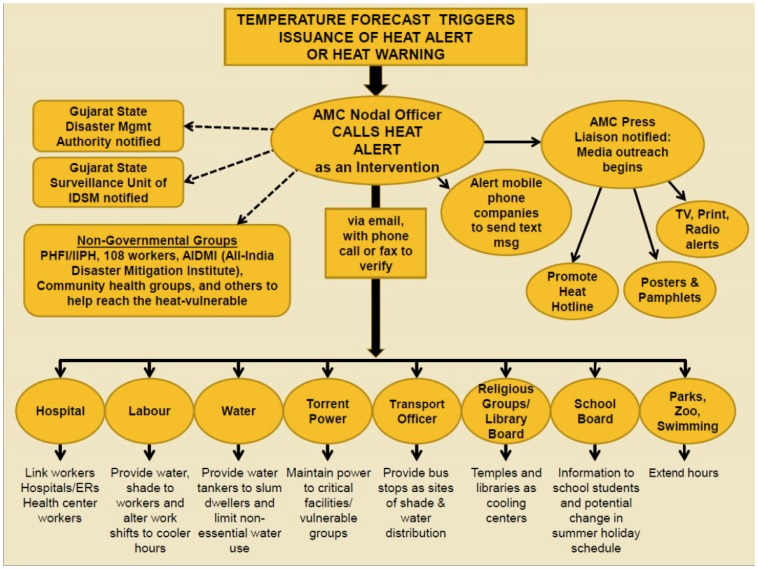 TEMPERATURE FORECAST TRIGGERS
ISSUANCE OF HEAT ALERT
OR HEAT WARNING
Gujarat State
Disaster Mgmt
Authority notified
AMC Nodal Officer
CALLS HEAT
ALERT
as an Intervention
AMC Press
Liaison notified:
Media outreach
begins
Gujarat State
Surveillance Unit of
IDSM notified
Alert mobile
phone
companies
to send text
msg
TV, Print,
Radio
alerts
Non-Governmental Groups
PHFI/IIPH, 108 workers, AIDMI (All-India
Disaster Mitigation Institute),
Community health groups, and others to
help reach the heat-vulnerable
via email,
with phone
call or fax to
verify
Promote
Heat
Hotline
Posters &
Pamphlets
Hospital
Labour
Water
Torrent
Power
Transport
Officer
Religious
Groups/
Library
Board
School
Board
Parks,
Zoo,
Swimming
Link workers
Hospitals/ERs
Health center
workers
Provide water,
shade to
workers and
alter work
shifts to cooler
hours
Provide water
tankers to slum
dwellers and
limit non-
essential water
use
Maintain power
to critical
facilities/
vulnerable
groups
Provide bus
stops as sites
of shade &
water
distribution
Temples and
libraries as
cooling
centers
Information to
school students
and potential
change in
summer holiday
schedule
Extend hours